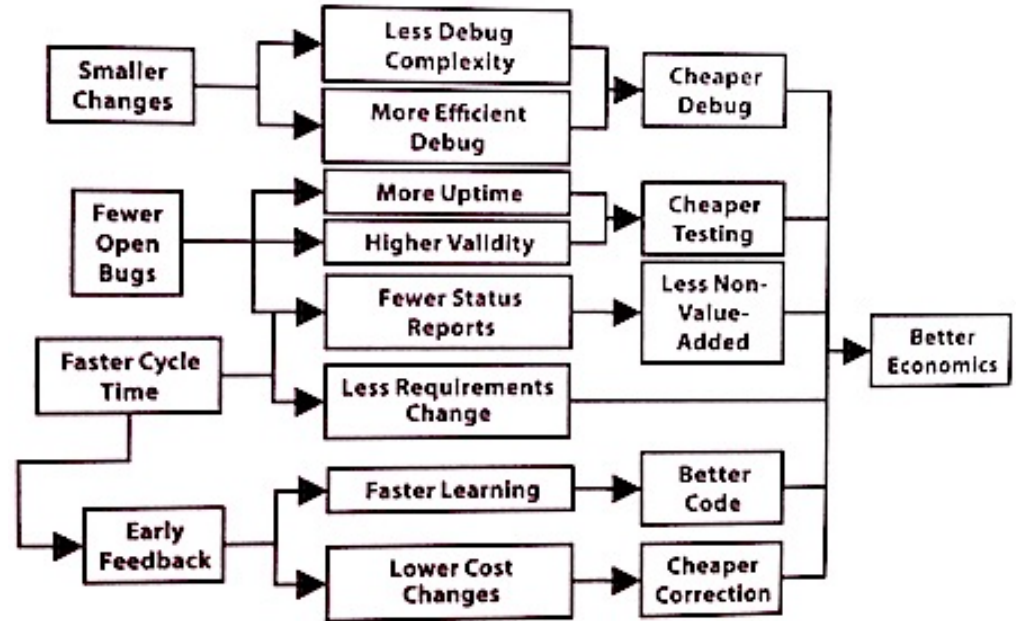 Smaller
Changes
Less Debug
Complexity
More Efficient
Debug
Cheaper
Debug
Fewer
Open
Bugs
More Uptime
Higher Validity
Cheaper
Testing
Fewer Status
Reports
Less Non-
Value-
Added
Faster Cycle
Time
Less Requirements
Change
Better
Economics
Early
Feedback
Faster Learning
Better
Code
Lower Cost
Changes
Cheaper
Correction